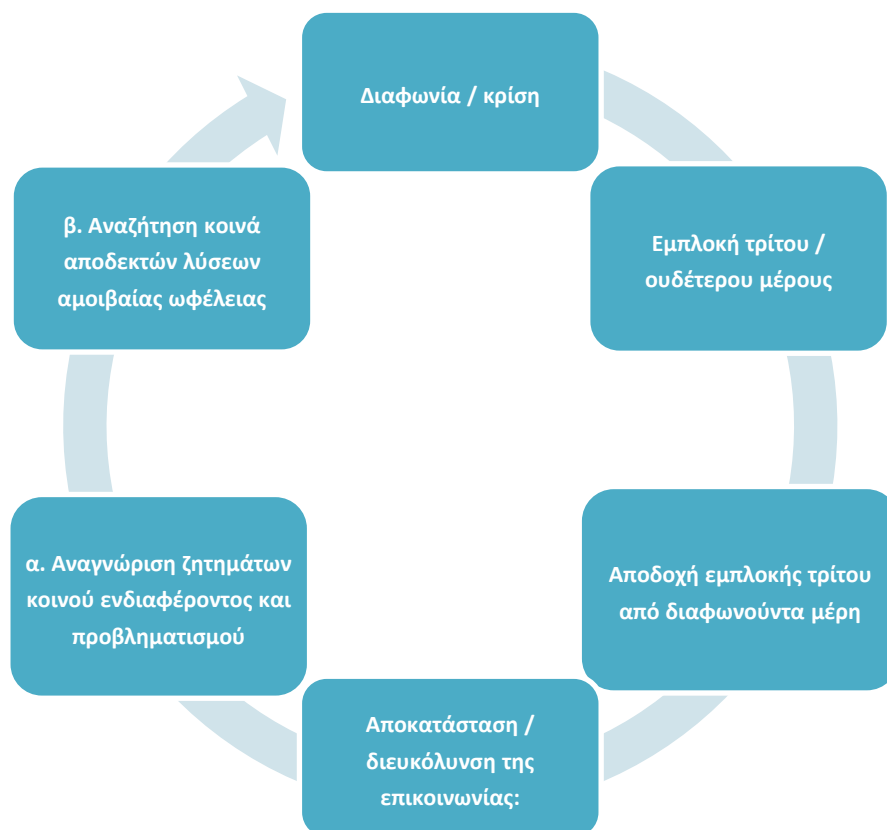 Διαφωνία / κρίση
Εμπλοκή τρίτου /
ουδέτερου μέρους
Αποδοχή εμπλοκής τρίτου
από διαφωνούντα μέρη
Αποκατάσταση /
διευκόλυνση της
επικοινωνίας:
α. Αναγνώριση ζητημάτων
κοινού ενδιαφέροντος και
προβληματισμού
β. Αναζήτηση κοινά
αποδεκτών λύσεων
αμοιβαίας ωφέλειας